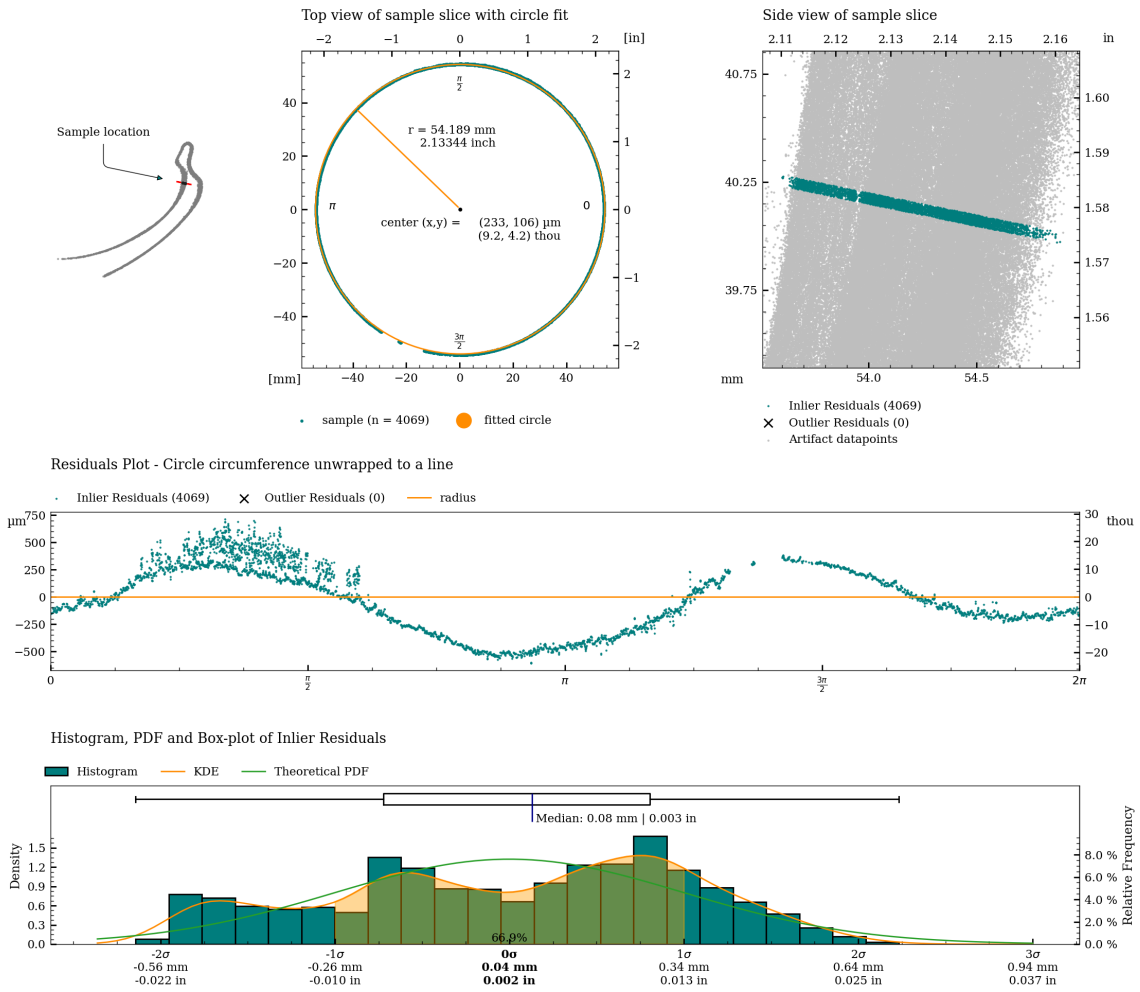 Top view of sample slice with circle fit
Side view of sample slice
−2 −1 0 1 2 [in]
2.11 2.12 2.13 2.14 2.15 2.16 in
Sample location
40
20
0
−20
−40
2
1
0
−1
−2
π/2
r = 54.189 mm
2.13344 inch
π
0
center (x,y) = (233, 106) µm
(9.2, 4.2) thou
3π/2
[mm] −40 −20 0 20 40
40.75
40.25
39.75
1.60
1.59
1.58
1.57
1.56
mm 54.0 54.5
sample (n = 4069) fitted circle
Inlier Residuals (4069)
Outlier Residuals (0)
Artifact datapoints
Residuals Plot - Circle circumference unwrapped to a line
Inlier Residuals (4069) Outlier Residuals (0) radius
µm
750
500
250
0
−250
−500
30
20
10
0
−10
−20
thou
0 π/2 π 3π/2 2π
Histogram, PDF and Box-plot of Inlier Residuals
Histogram KDE Theoretical PDF
Median: 0.08 mm | 0.003 in
Density
1.5
1.2
0.9
0.6
0.3
0.0
8.0 %
6.0 %
4.0 %
2.0 %
0.0 %
Relative Frequency
66.9%
-2σ -1σ 0σ 1σ 2σ 3σ
-0.56 mm -0.26 mm 0.04 mm 0.34 mm 0.64 mm 0.94 mm
-0.022 in -0.010 in 0.002 in 0.013 in 0.025 in 0.037 in